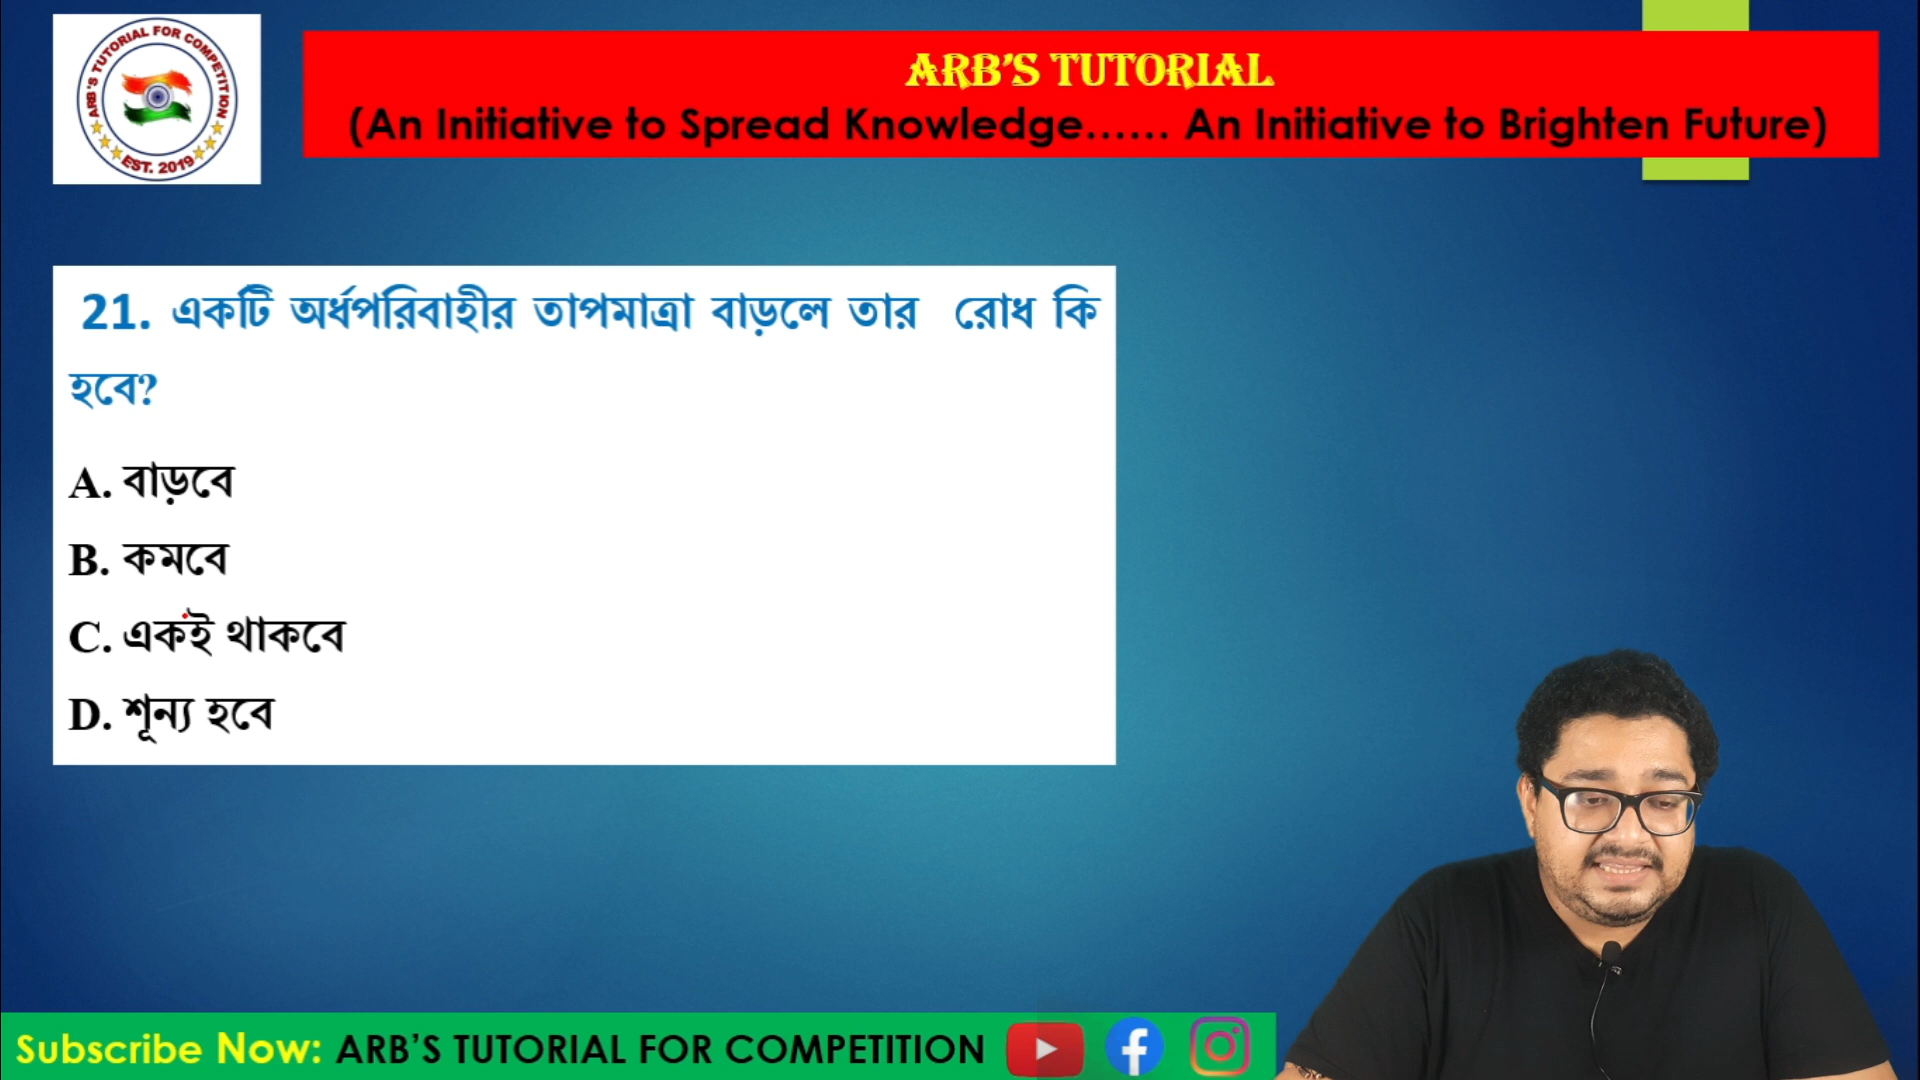 ARB'S TUTORIAL FOR COMPETITION
EST. 2019
ARB'S TUTORIAL
(An Initiative to Spread Knowledge...... An Initiative to Brighten Future)
21. একটি অর্ধপরিবাহীর তাপমাত্রা বাড়লে তার রোধ কি
হবে?
A. বাড়বে
B. কমবে
C. একই থাকবে
D. শূন্য হবে
Subscribe Now: ARB'S TUTORIAL FOR COMPETITION